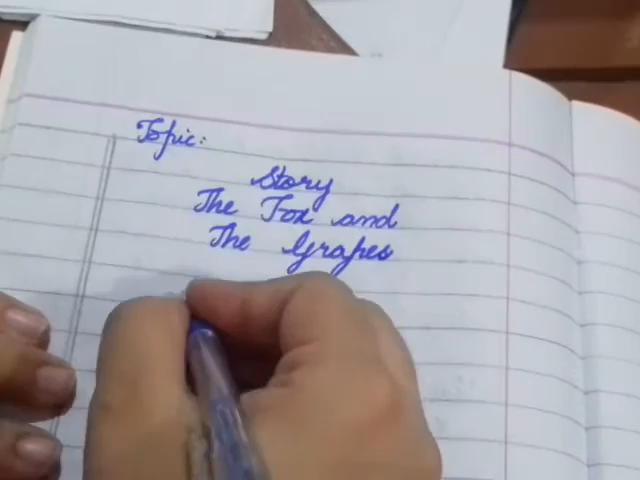 Topic:
Story
The Fox and
The Grapes